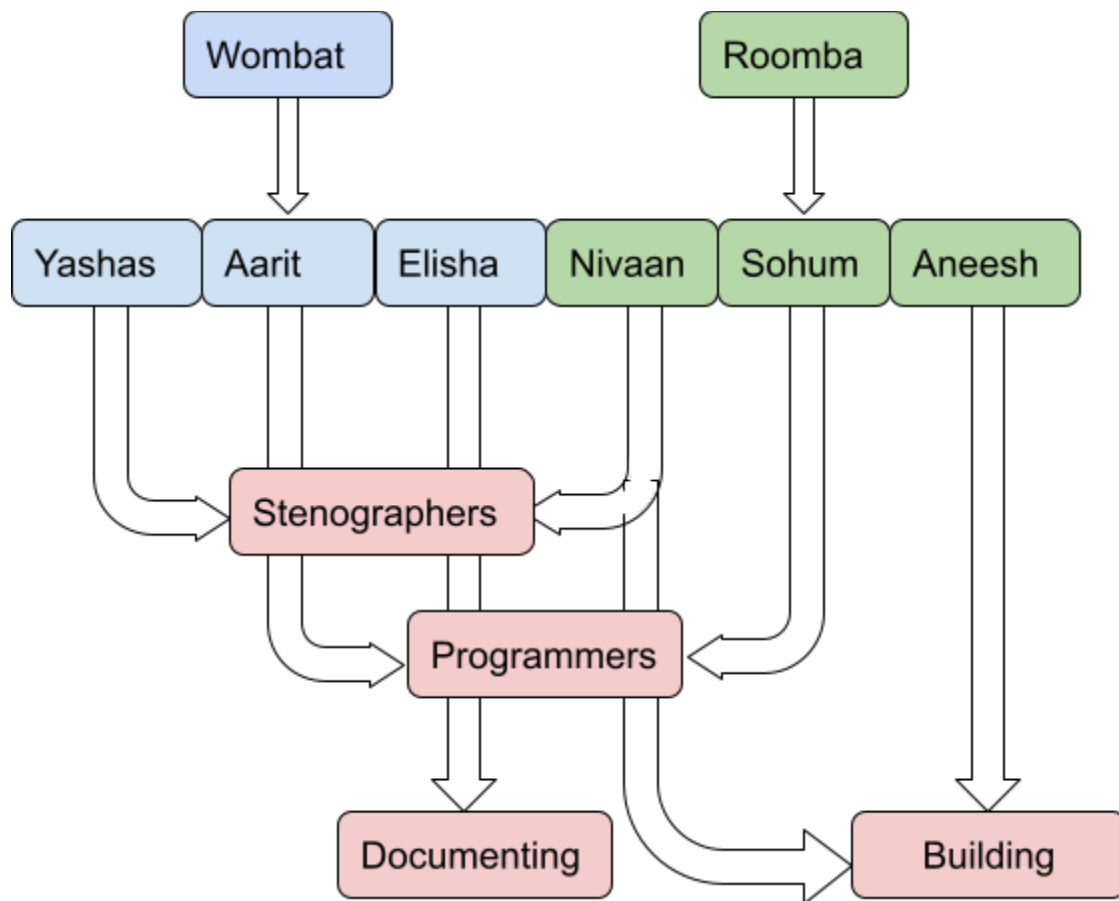 Wombat
Roomba
Yashas
Aarit
Elisha
Nivaan
Sohum
Aneesh
Stenographers
Programmers
Documenting
Building